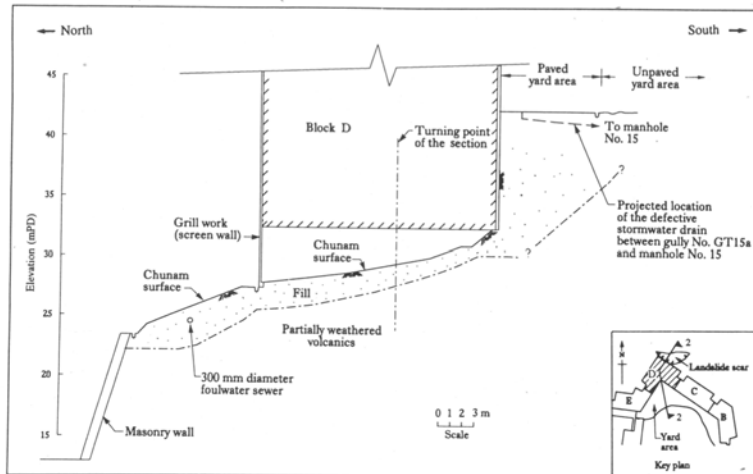 North
South
45
40
35
30
25
20
15
Elevation (mPD)
Paved
yard area
Unpaved
yard area
Block D
Turning point
of the section
To manhole
No. 15
?
Grill work
(screen wall)
Projected location
of the defective
stormwater drain
between gully No. GT15a
and manhole No. 15
Chunam
surface
?
Chunam
surface
Fill
Partially weathered
volcanics
300 mm diameter
foulwater sewer
Masonry wall
0 1 2 3 m
Scale
2
Landslide scar
D
C
E
B
2
Yard
area
Key plan